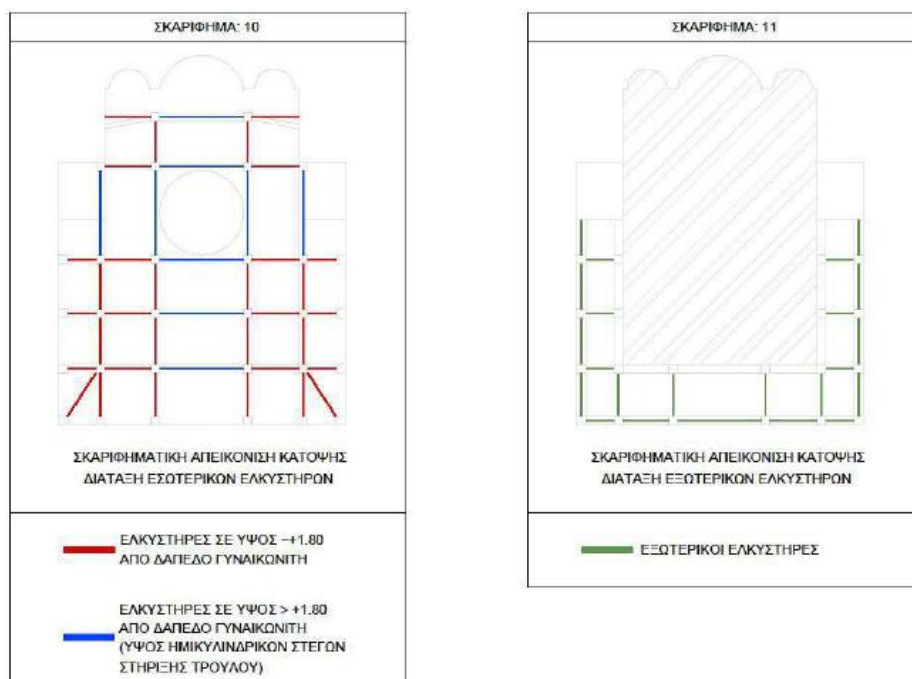 ΣΚΑΡΙΦΗΜΑ: 10
ΣΚΑΡΙΦΗΜΑΤΙΚΗ ΑΠΕΙΚΟΝΙΣΗ ΚΑΤΟΨΗΣ
ΔΙΑΤΑΞΗ ΕΣΩΤΕΡΙΚΩΝ ΕΛΚΥΣΤΗΡΩΝ
ΕΛΚΥΣΤΗΡΕΣ ΣΕ ΥΨΟΣ ~+1.80
ΑΠΟ ΔΑΠΕΔΟ ΓΥΝΑΙΚΩΝΙΤΗ
ΕΛΚΥΣΤΗΡΕΣ ΣΕ ΥΨΟΣ > +1.80
ΑΠΟ ΔΑΠΕΔΟ ΓΥΝΑΙΚΩΝΙΤΗ
(ΥΨΟΣ ΗΜΙΚΥΛΙΝΔΡΙΚΩΝ ΣΤΕΓΩΝ
ΣΤΗΡΙΞΗΣ ΤΡΟΥΛΟΥ)
ΣΚΑΡΙΦΗΜΑ: 11
ΣΚΑΡΙΦΗΜΑΤΙΚΗ ΑΠΕΙΚΟΝΙΣΗ ΚΑΤΟΨΗΣ
ΔΙΑΤΑΞΗ ΕΞΩΤΕΡΙΚΩΝ ΕΛΚΥΣΤΗΡΩΝ
ΕΞΩΤΕΡΙΚΟΙ ΕΛΚΥΣΤΗΡΕΣ